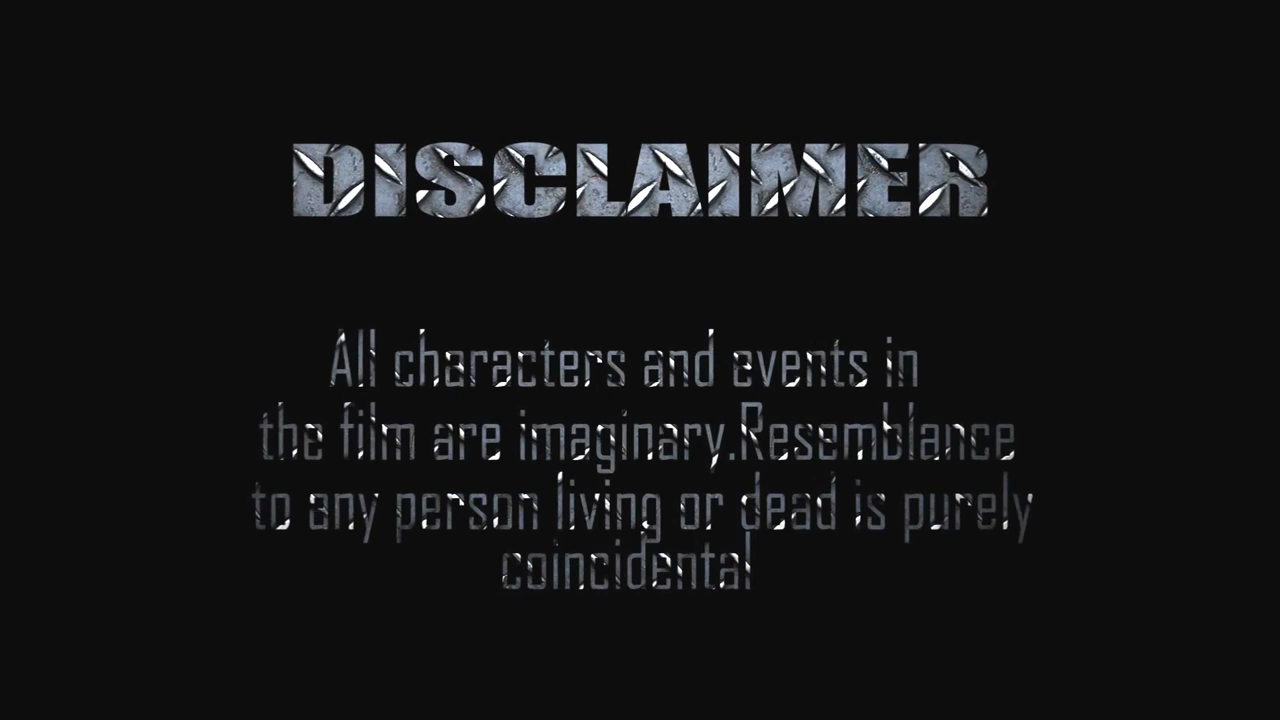 DISCLAIMER
All characters and events in
the film are imaginary.Resemblance
to any person living or dead is purely
coincidental